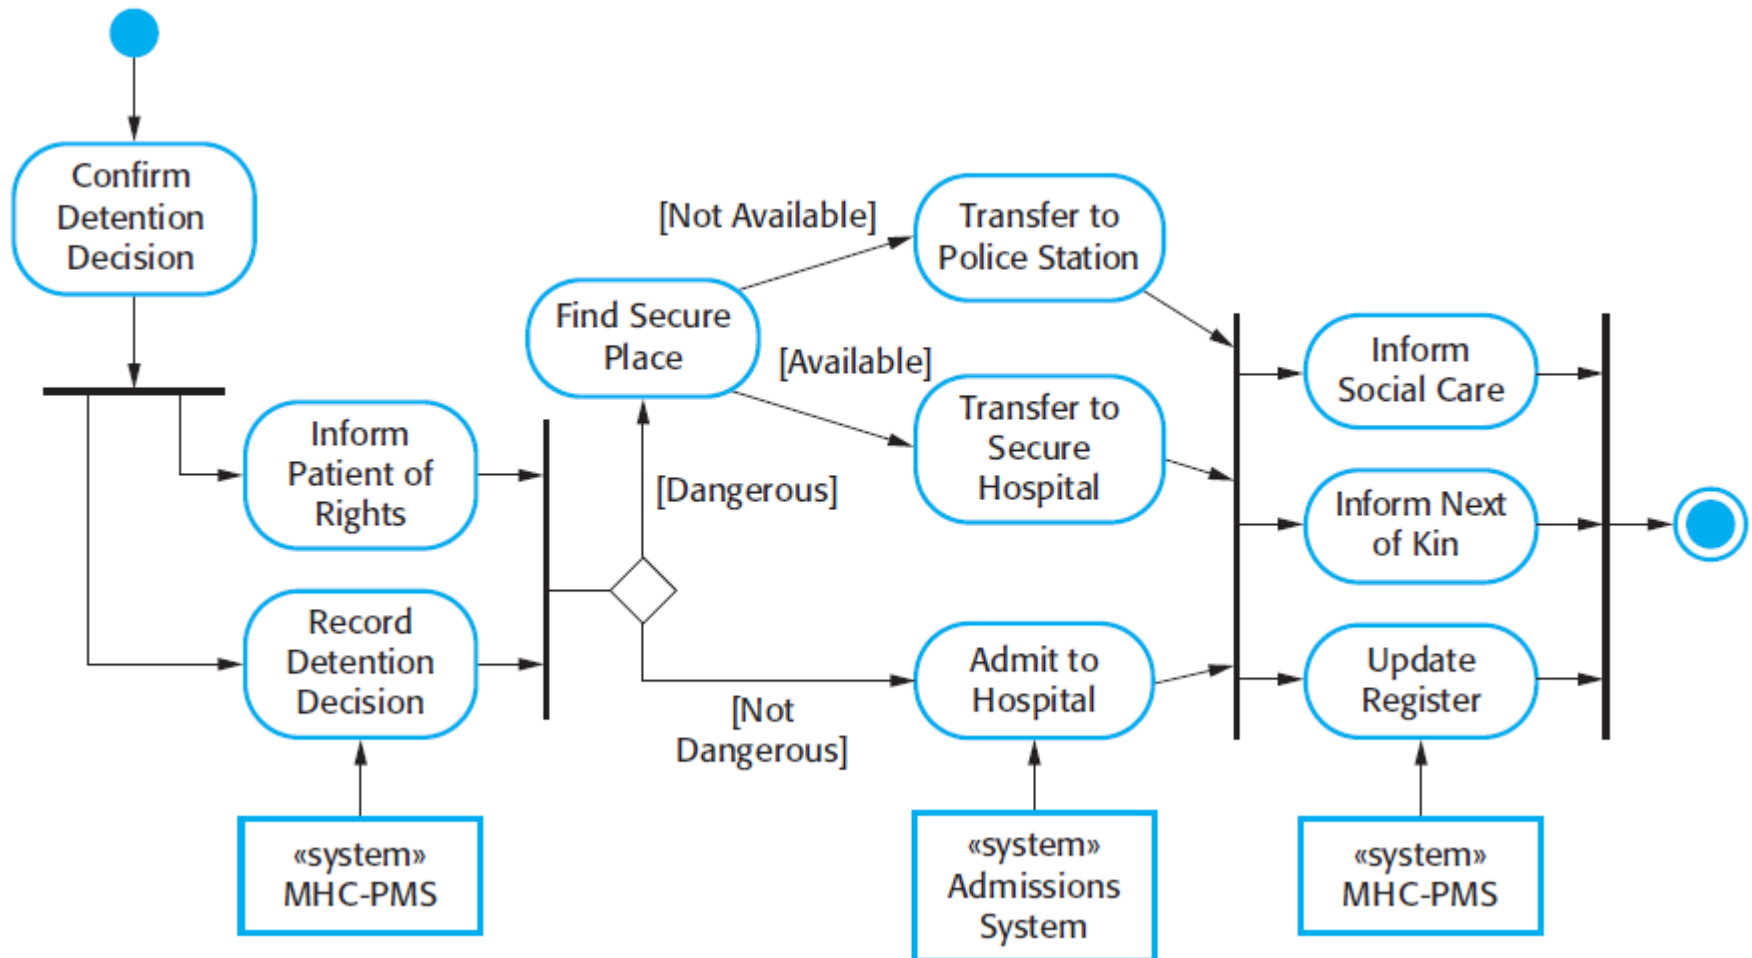 Confirm
Detention
Decision
Inform
Patient of
Rights
Record
Detention
Decision
«system»
MHC-PMS
Find Secure
Place
[Not Available]
[Available]
[Dangerous]
[Not
Dangerous]
Transfer to
Police Station
Transfer to
Secure
Hospital
Admit to
Hospital
«system»
Admissions
System
Inform
Social Care
Inform Next
of Kin
Update
Register
«system»
MHC-PMS